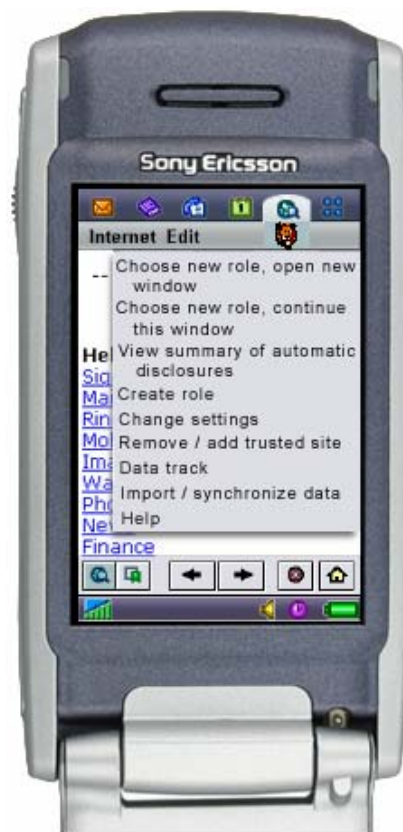 Sony Ericsson
Internet Edit
Choose new role, open new
window
Choose new role, continue
this window
View summary of automatic
disclosures
Create role
Change settings
Remove / add trusted site
Data track
Import / synchronize data
Help
Finance